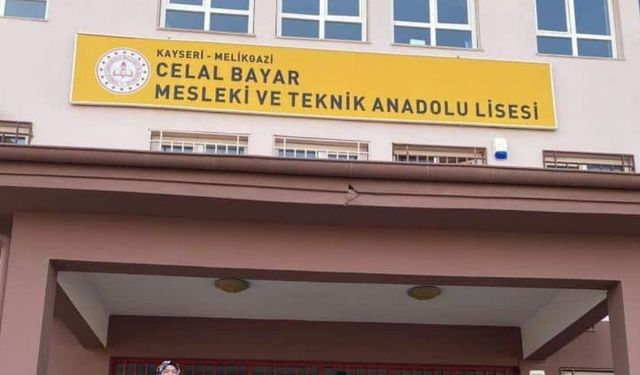 KAYSERİ - MELİKGAZİ
CELAL BAYAR
MESLEKİ VE TEKNİK ANADOLU LİSESİ